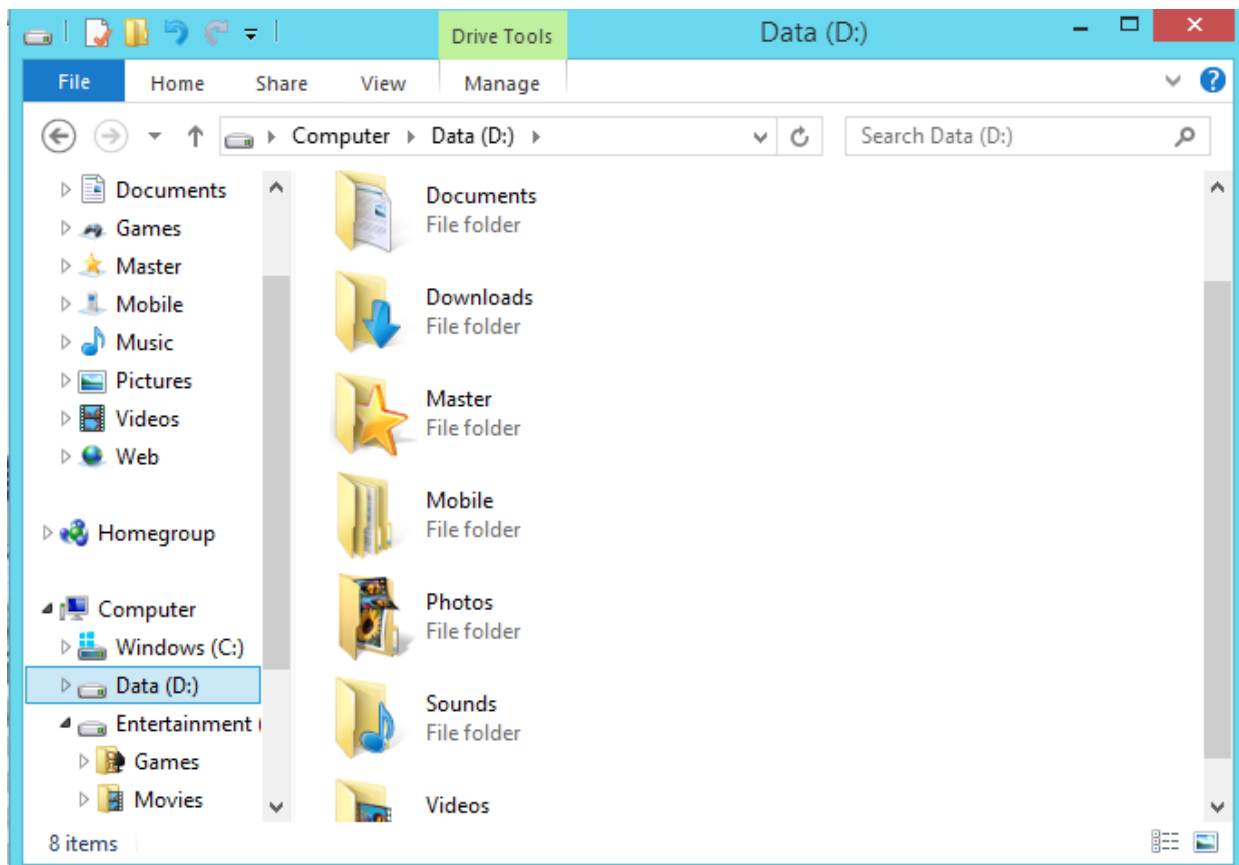 Drive Tools
Data (D:)
File Home Share View Manage
Computer Data (D:)
Search Data (D:)
Documents
Games
Master
Mobile
Music
Pictures
Videos
Web
Homegroup
Computer
Windows (C:)
Data (D:)
Entertainment (
Games
Movies
Documents
File folder
Downloads
File folder
Master
File folder
Mobile
File folder
Photos
File folder
Sounds
File folder
Videos
8 items